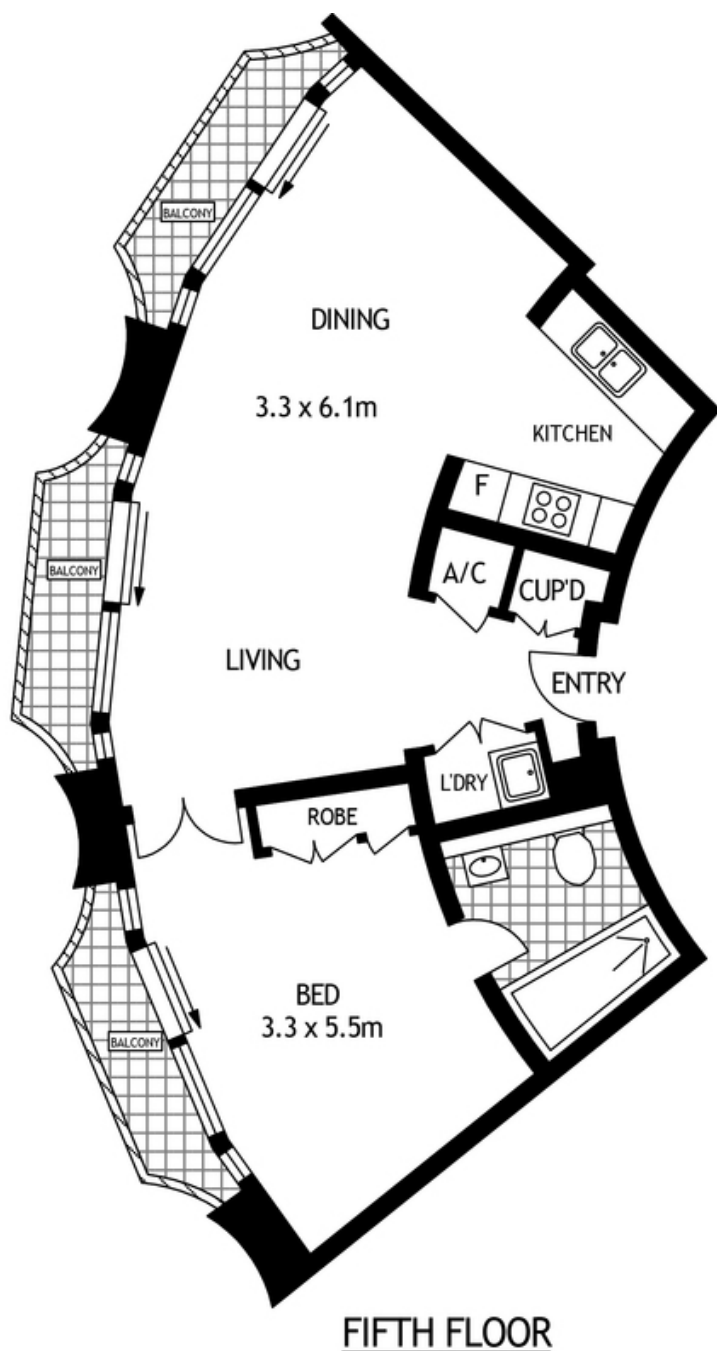 BALCONY
DINING
3.3 x 6.1m
KITCHEN
F
BALCONY
A/C
CUP'D
LIVING
ENTRY
L'DRY
ROBE
BED
3.3 x 5.5m
BALCONY
FIFTH FLOOR